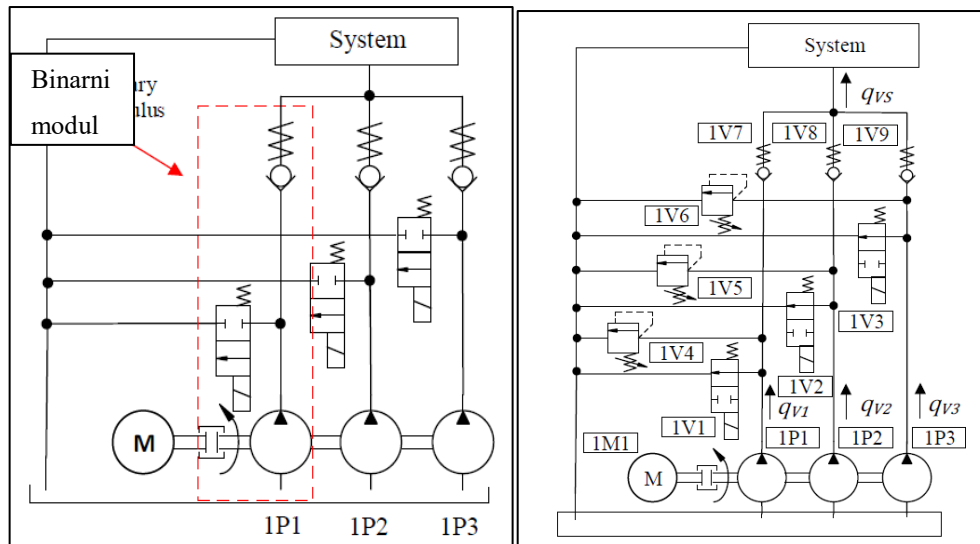 System
Binarni
modul
ary
ulus
M
1P1
1P2
1P3
System
qVS
1V7
1V8
1V9
1V6
1V5
1V3
1V4
1V2
1V1
qV1
qV2
qV3
1M1
1P1
1P2
1P3
M